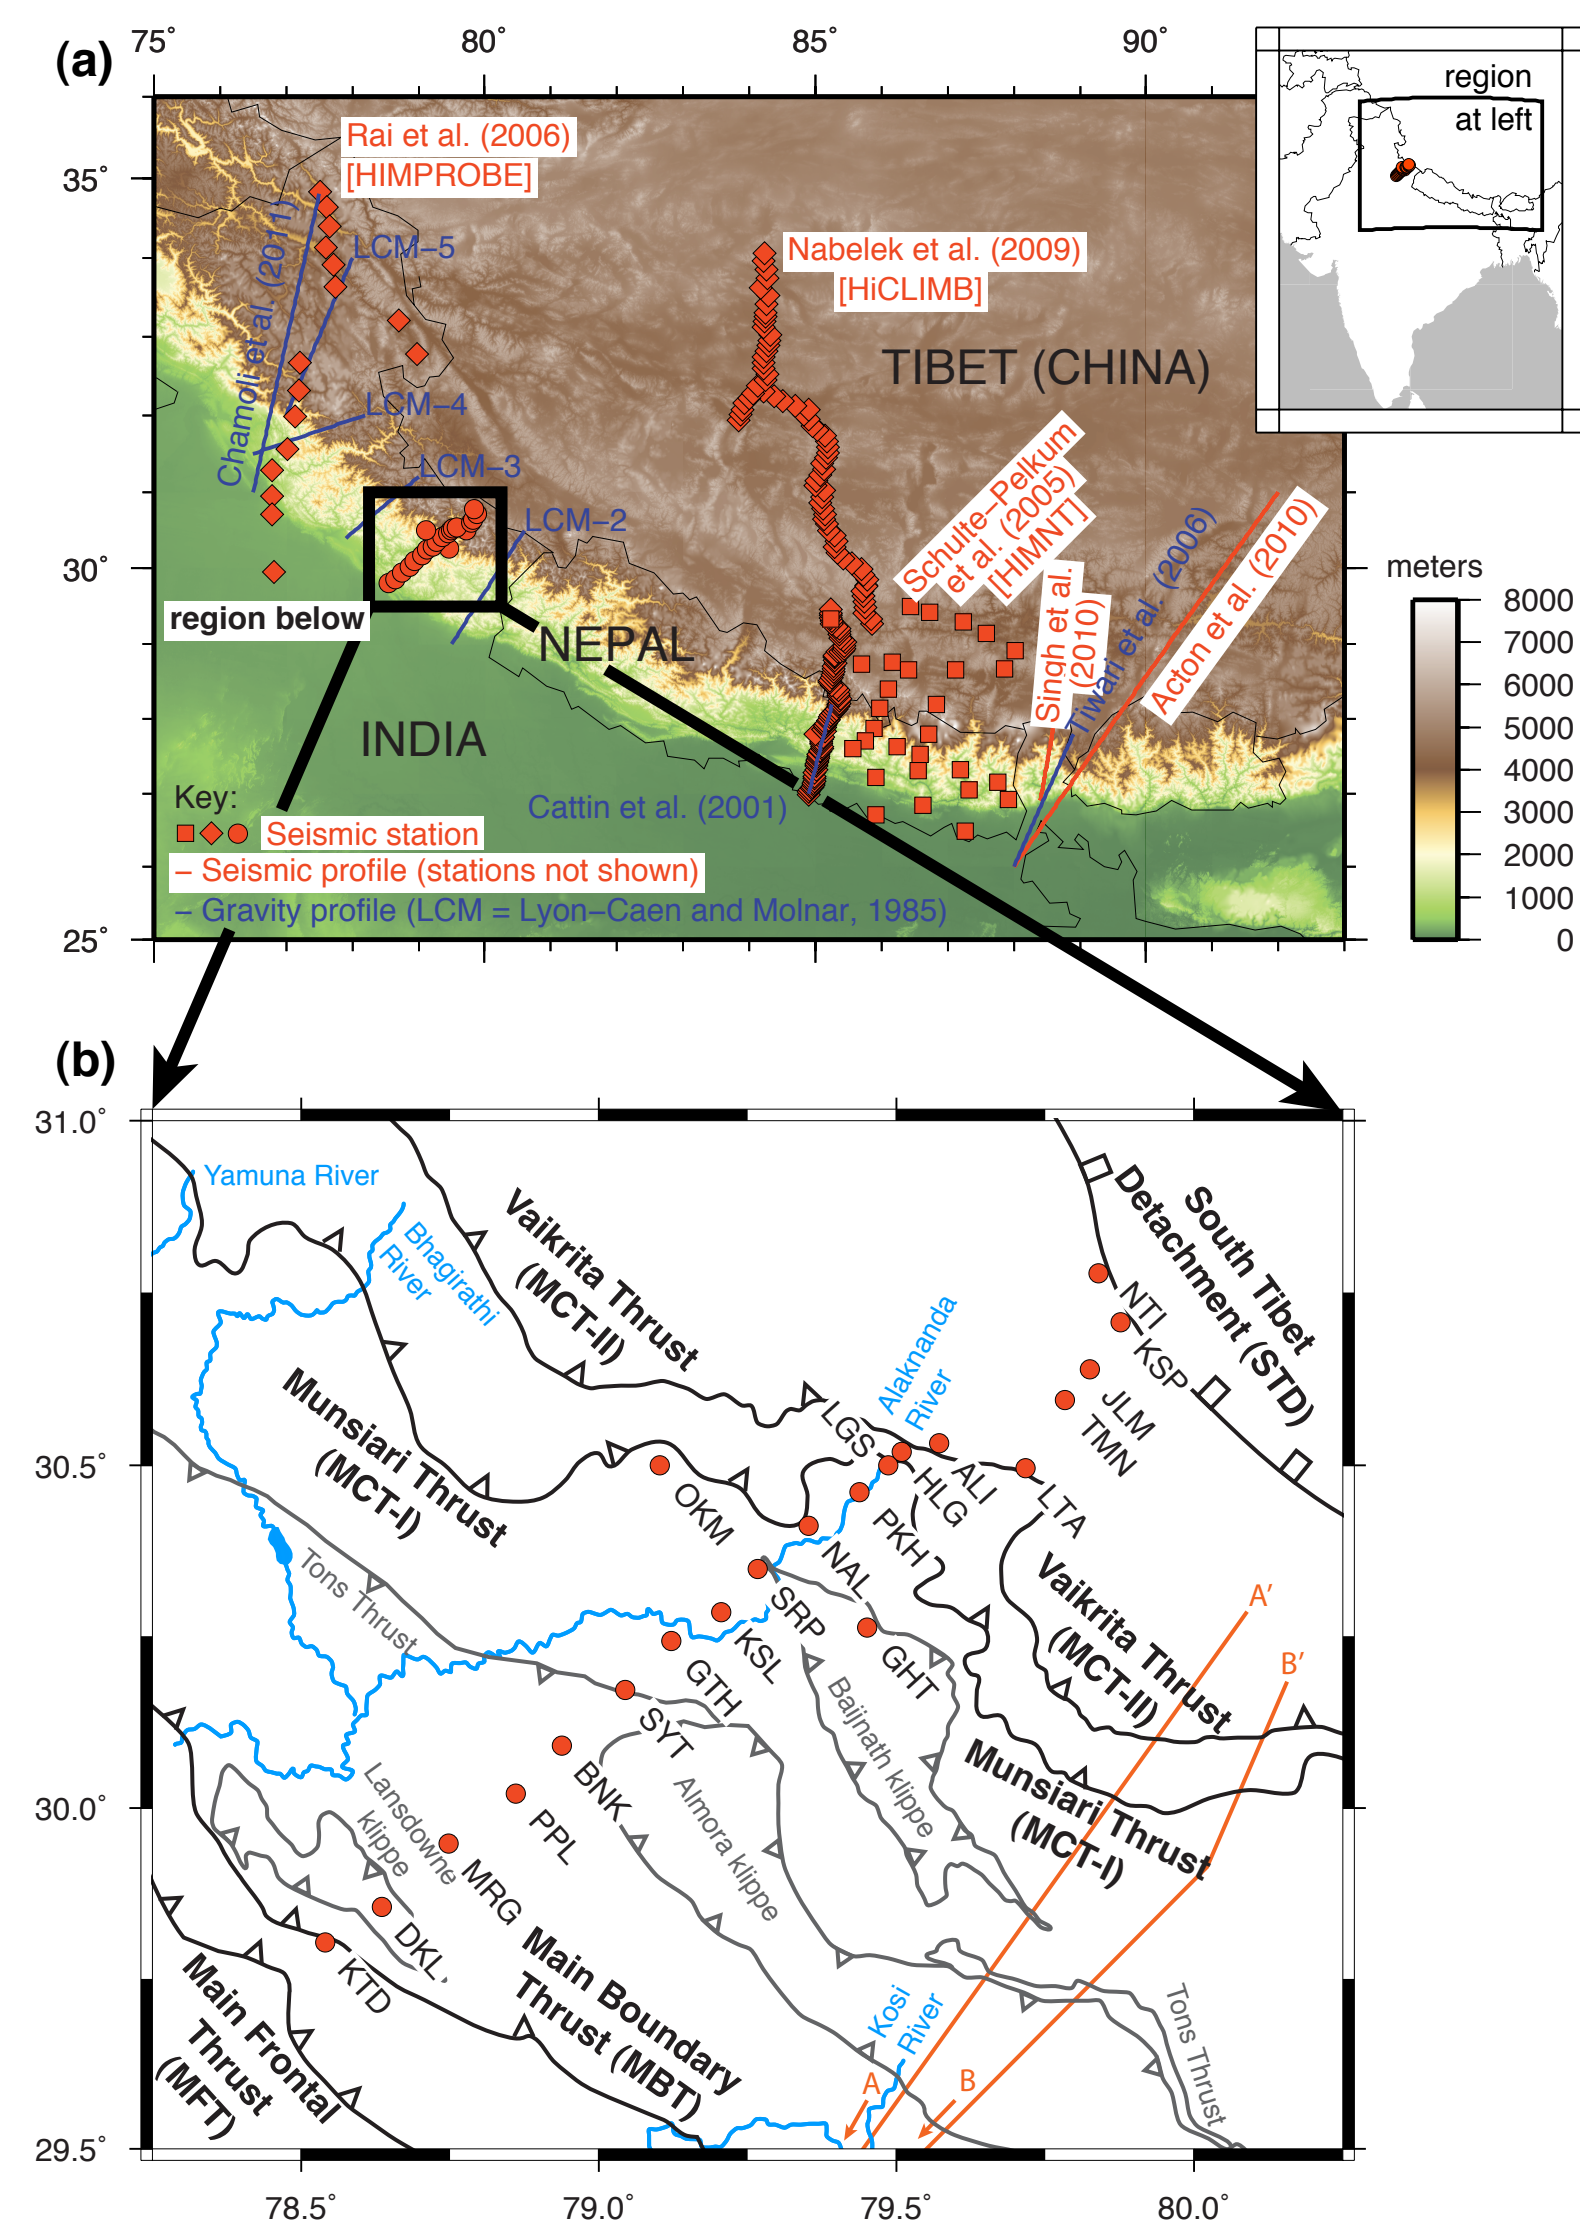 (a)
75° 80° 85° 90°
region
at left
Rai et al. (2006)
[HIMPROBE]
35°
Chamoli et al. (2011)
LCM–5
Nabelek et al. (2009)
[HiCLIMB]
TIBET (CHINA)
LCM–4
LCM–3
LCM–2
Schulte–Pelkum
et al. (2005)
[HIMNT]
Singh et al.
(2010)
Tiwari et al. (2006)
Acton et al. (2010)
30°
region below
NEPAL
INDIA
Cattin et al. (2001)
Key:
Seismic station
– Seismic profile (stations not shown)
– Gravity profile (LCM = Lyon–Caen and Molnar, 1985)
25°
meters
8000
7000
6000
5000
4000
3000
2000
1000
0
(b)
31.0°
Yamuna River
Bhagirathi
River
Vaikrita Thrust
(MCT-II)
South Tibet
Detachment (STD)
Alaknanda
River
NTI
KSP
JLM
TMN
Munsiari Thrust
(MCT-I)
30.5°
LGS
HLG
ALI
LTA
OKM
PKH
NAL
Tons Thrust
SRP
KSL
GHT
GTH
SYT
Vaikrita Thrust
(MCT-II)
A'
B'
Baijnath klippe
Munsiari Thrust
(MCT-I)
30.0°
BNK
PPL
Almora klippe
Lansdowne
klippe
MRG
DKL
KTD
Main Boundary
Thrust (MBT)
Main Frontal
Thrust
(MFT)
Kosi
River
A
B
Tons Thrust
29.5°
78.5° 79.0° 79.5° 80.0°